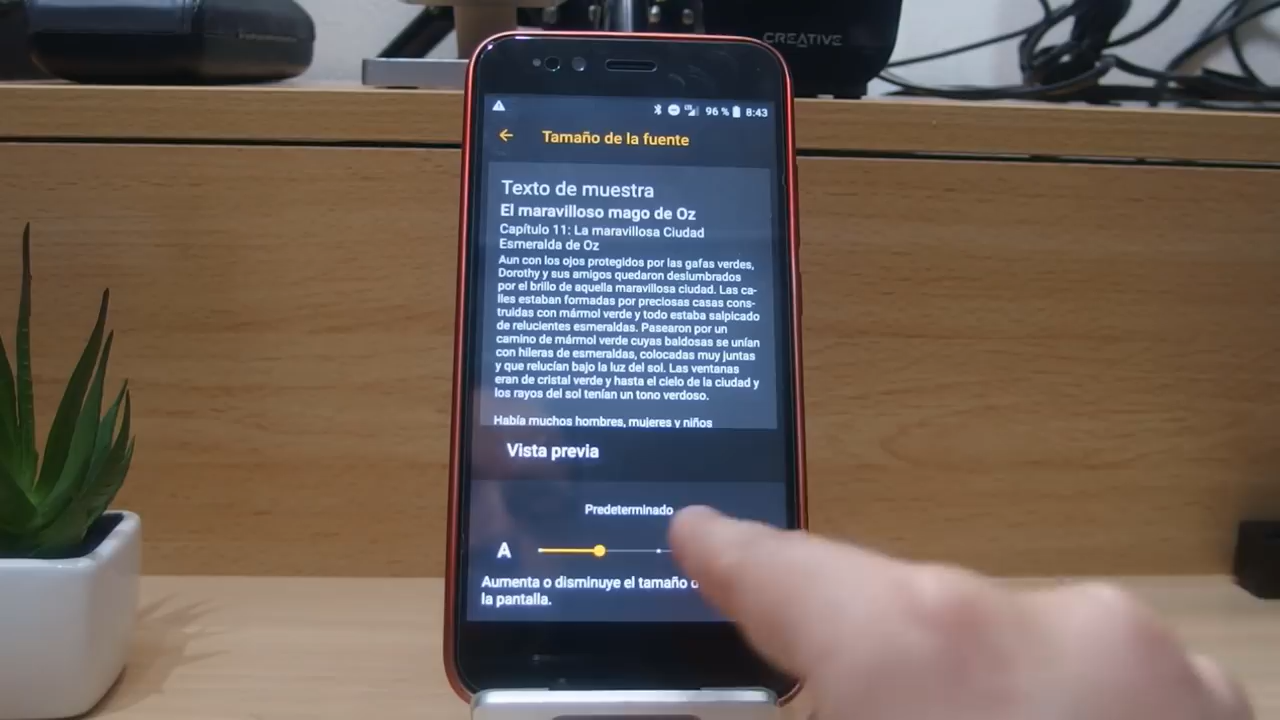 CREATIVE
96 % 8:43
Tamaño de la fuente
Texto de muestra
El maravilloso mago de Oz
Capítulo 11: La maravillosa Ciudad
Esmeralda de Oz
Aun con los ojos protegidos por las gafas verdes,
Dorothy y sus amigos quedaron deslumbrados
por el brillo de aquella maravillosa ciudad. Las ca-
lles estaban formadas por preciosas casas cons-
truidas con mármol verde y todo estaba salpicado
de relucientes esmeraldas. Pasearon por un
camino de mármol verde cuyas baldosas se unían
con hileras de esmeraldas, colocadas muy juntas
y que relucían bajo la luz del sol. Las ventanas
eran de cristal verde y hasta el cielo de la ciudad y
los rayos del sol tenían un tono verdoso.
Había muchos hombres, mujeres y niños
Vista previa
Predeterminado
A
Aumenta o disminuye el tamaño
la pantalla.